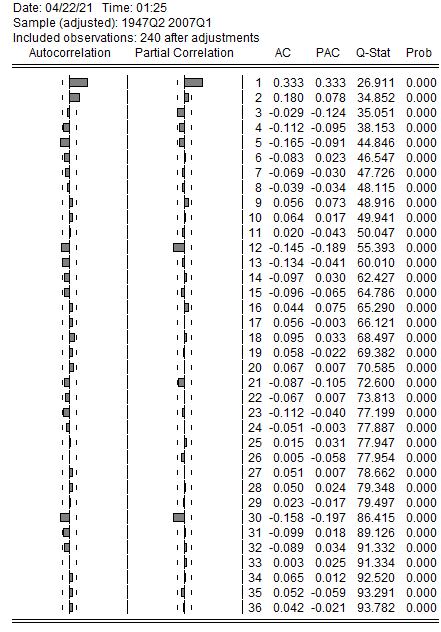 Date: 04/22/21 Time: 01:25
Sample (adjusted): 1947Q2 2007Q1
Included observations: 240 after adjustments
Autocorrelation Partial Correlation AC PAC Q-Stat Prob
1 0.333 0.333 26.911 0.000
2 0.180 0.078 34.852 0.000
3 -0.029 -0.124 35.051 0.000
4 -0.112 -0.095 38.153 0.000
5 -0.165 -0.091 44.846 0.000
6 -0.083 0.023 46.547 0.000
7 -0.069 -0.030 47.726 0.000
8 -0.039 -0.034 48.115 0.000
9 0.056 0.073 48.916 0.000
10 0.064 0.017 49.941 0.000
11 0.020 -0.043 50.047 0.000
12 -0.145 -0.189 55.393 0.000
13 -0.134 -0.041 60.010 0.000
14 -0.097 0.030 62.427 0.000
15 -0.096 -0.065 64.786 0.000
16 0.044 0.075 65.290 0.000
17 0.056 -0.003 66.121 0.000
18 0.095 0.033 68.497 0.000
19 0.058 -0.022 69.382 0.000
20 0.067 0.007 70.585 0.000
21 -0.087 -0.105 72.600 0.000
22 -0.067 0.007 73.813 0.000
23 -0.112 -0.040 77.199 0.000
24 -0.051 -0.003 77.887 0.000
25 0.015 0.031 77.947 0.000
26 0.005 -0.058 77.954 0.000
27 0.051 0.007 78.662 0.000
28 0.050 0.024 79.348 0.000
29 0.023 -0.017 79.497 0.000
30 -0.158 -0.197 86.415 0.000
31 -0.099 0.018 89.126 0.000
32 -0.089 0.034 91.332 0.000
33 0.003 0.025 91.334 0.000
34 0.065 0.012 92.520 0.000
35 0.052 -0.059 93.291 0.000
36 0.042 -0.021 93.782 0.000